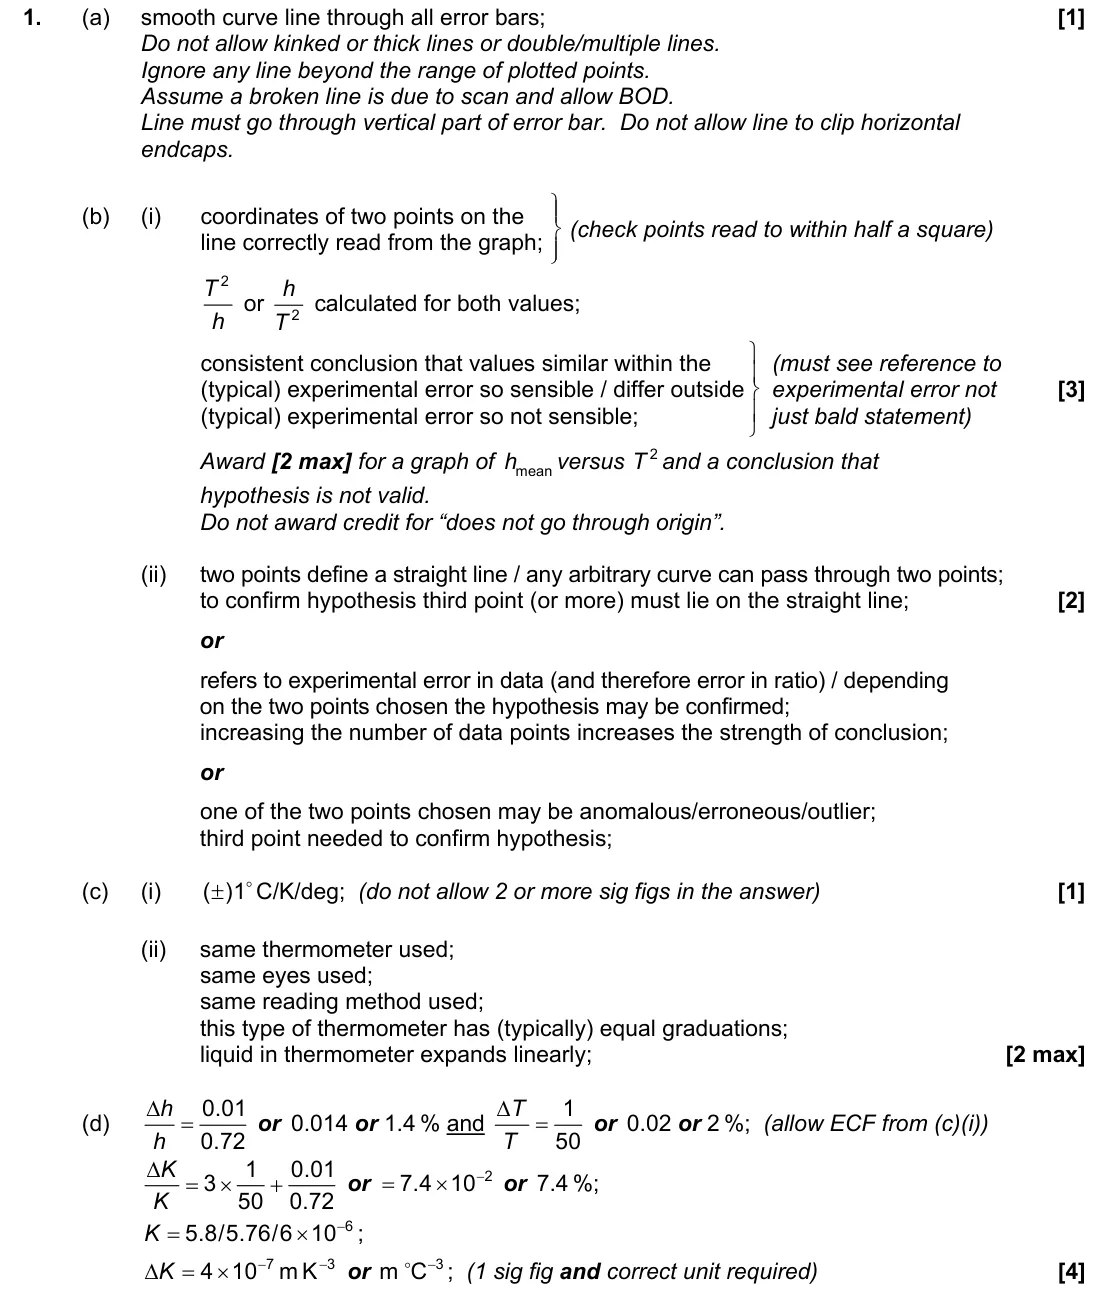 1. (a) smooth curve line through all error bars; [1]
Do not allow kinked or thick lines or double/multiple lines.
Ignore any line beyond the range of plotted points.
Assume a broken line is due to scan and allow BOD.
Line must go through vertical part of error bar. Do not allow line to clip horizontal
endcaps.
(b) (i) coordinates of two points on the
line correctly read from the graph; } (check points read to within half a square)
T²/h or h/T² calculated for both values;
consistent conclusion that values similar within the (must see reference to
(typical) experimental error so sensible / differ outside } experimental error not [3]
(typical) experimental error so not sensible; just bald statement)
Award [2 max] for a graph of h_mean versus T² and a conclusion that
hypothesis is not valid.
Do not award credit for “does not go through origin”.
(ii) two points define a straight line / any arbitrary curve can pass through two points;
to confirm hypothesis third point (or more) must lie on the straight line; [2]
or
refers to experimental error in data (and therefore error in ratio) / depending
on the two points chosen the hypothesis may be confirmed;
increasing the number of data points increases the strength of conclusion;
or
one of the two points chosen may be anomalous/erroneous/outlier;
third point needed to confirm hypothesis;
(c) (i) (±)1°C/K/deg; (do not allow 2 or more sig figs in the answer) [1]
(ii) same thermometer used;
same eyes used;
same reading method used;
this type of thermometer has (typically) equal graduations;
liquid in thermometer expands linearly; [2 max]
(d) Δh/h = 0.01/0.72 or 0.014 or 1.4 % and ΔT/T = 1/50 or 0.02 or 2 %; (allow ECF from (c)(i))
ΔK/K = 3 × 1/50 + 0.01/0.72 or = 7.4 × 10⁻² or 7.4 %;
K = 5.8/5.76/6 × 10⁻⁶;
ΔK = 4 × 10⁻⁷ m K⁻³ or m °C⁻³; (1 sig fig and correct unit required) [4]